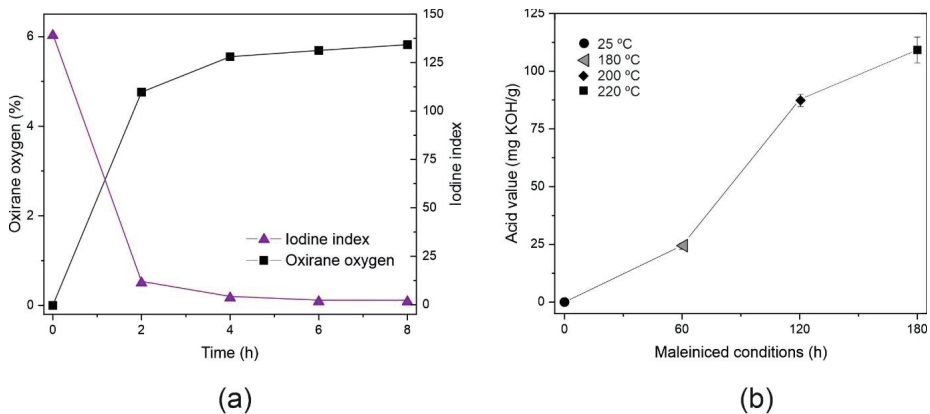 6
4
2
0
Oxirane oxygen (%)
150
125
100
75
50
25
0
Iodine index
Iodine index
Oxirane oxygen
0 2 4 6 8
Time (h)
(a)
125
100
75
50
25
0
Acid value (mg KOH/g)
25 ºC
180 ºC
200 ºC
220 ºC
0 60 120 180
Maleiniced conditions (h)
(b)